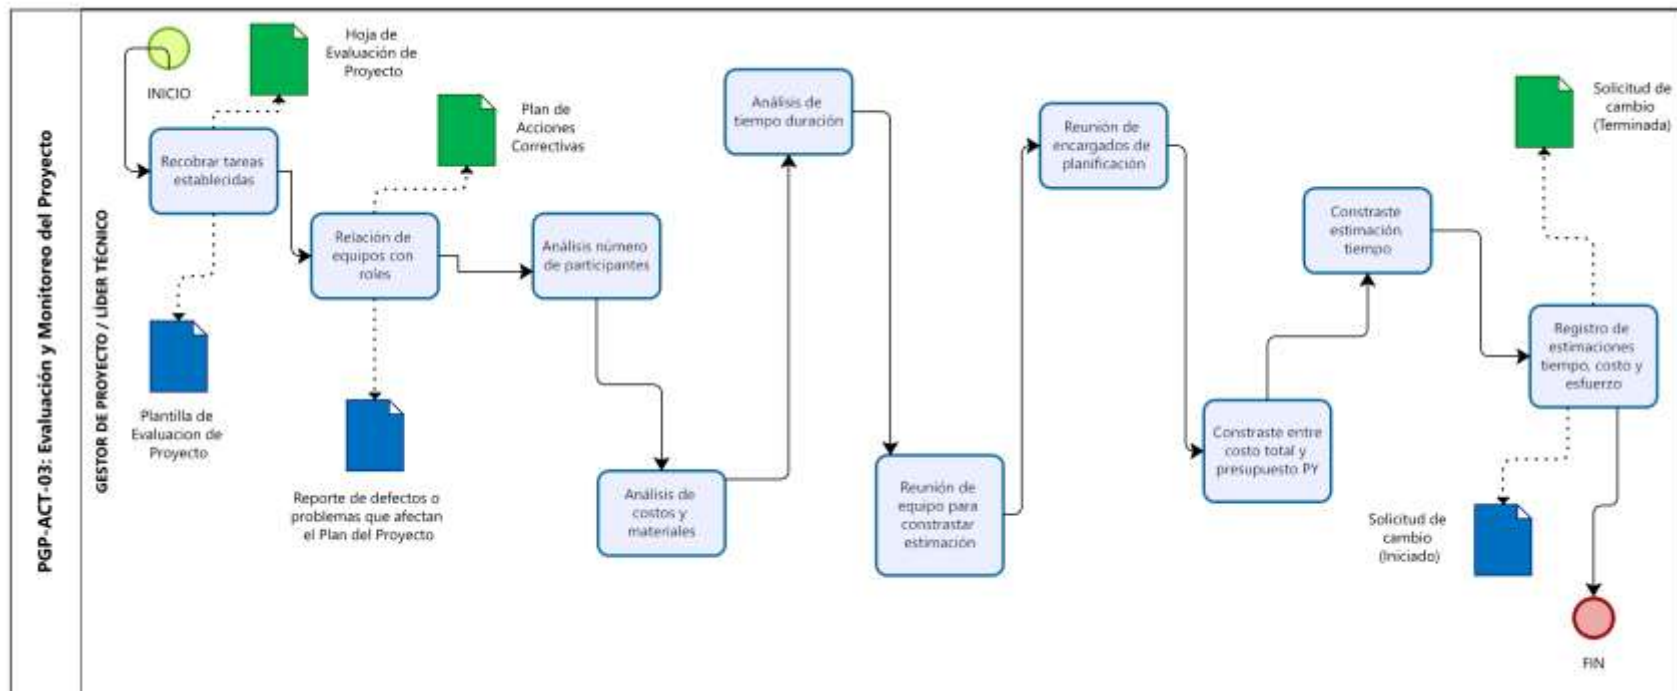 PGP-ACT-03: Evaluación y Monitoreo del Proyecto
GESTOR DE PROYECTO / LÍDER TÉCNICO
INICIO
Hoja de
Evaluación de
Proyecto
Recobrar tareas
establecidas
Plantilla de
Evaluacion de
Proyecto
Plan de
Acciones
Correctivas
Relación de
equipos con
roles
Reporte de defectos o
problemas que afectan
el Plan del Proyecto
Análisis número
de participantes
Análisis de
costos y
materiales
Análisis de
tiempo duración
Reunión de
equipo para
constrastar
estimación
Reunión de
encargados de
planificación
Constraste entre
costo total y
presupuesto PY
Constraste
estimación
tiempo
Solicitud de
cambio
(Terminada)
Registro de
estimaciones
tiempo, costo y
esfuerzo
Solicitud de
cambio
(Iniciado)
FIN